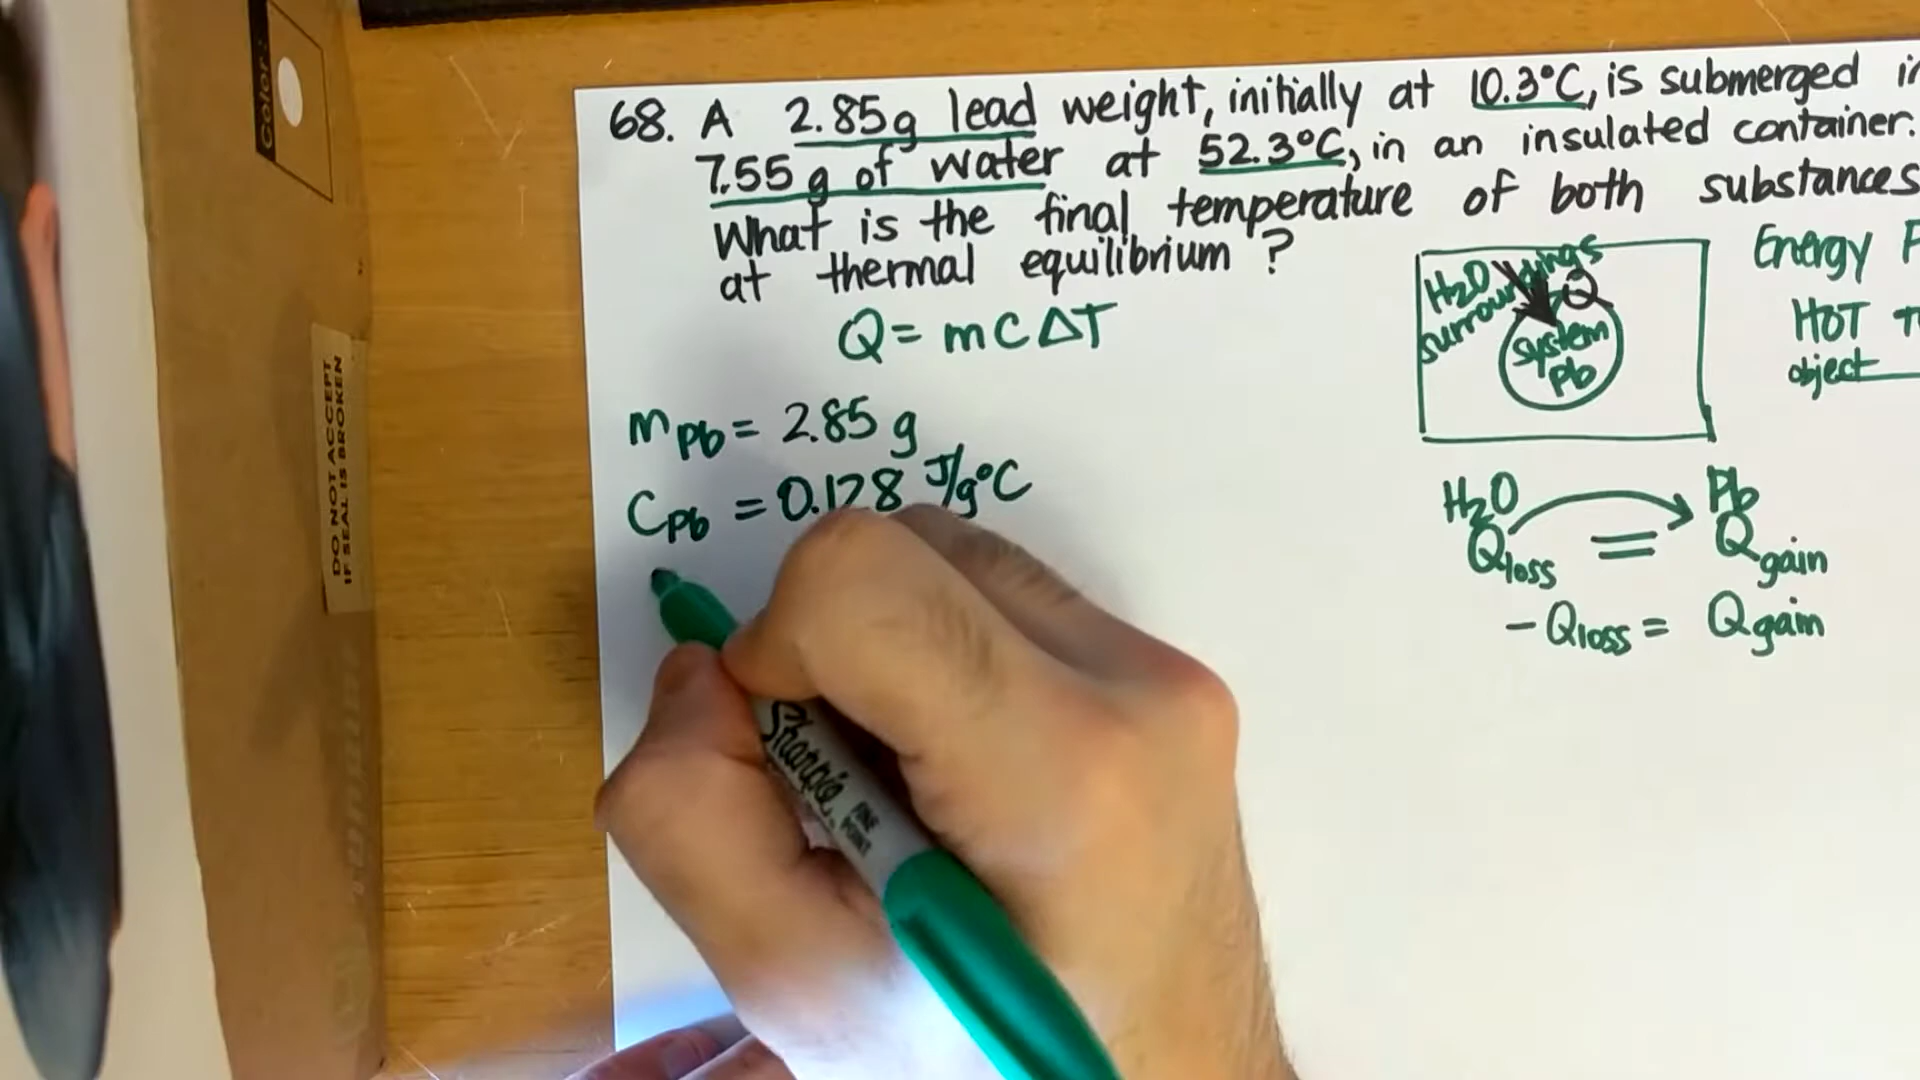 Color:
DO NOT ACCEPT
IF SEAL IS BROKEN
68. A 2.85g lead weight, initially at 10.3°C, is submerged
7.55 g of water at 52.3°C, in an insulated container.
What is the final temperature of both substances
at thermal equilibrium ?
Q = mCΔT
mPb = 2.85 g
CPb = 0.128 J/g°C
H2O
surroundings
Q
system
Pb
Energy
HOT
object
H2O Pb
Qloss = Qgain
- Qloss = Qgain
Sharpie
FINE
POINT